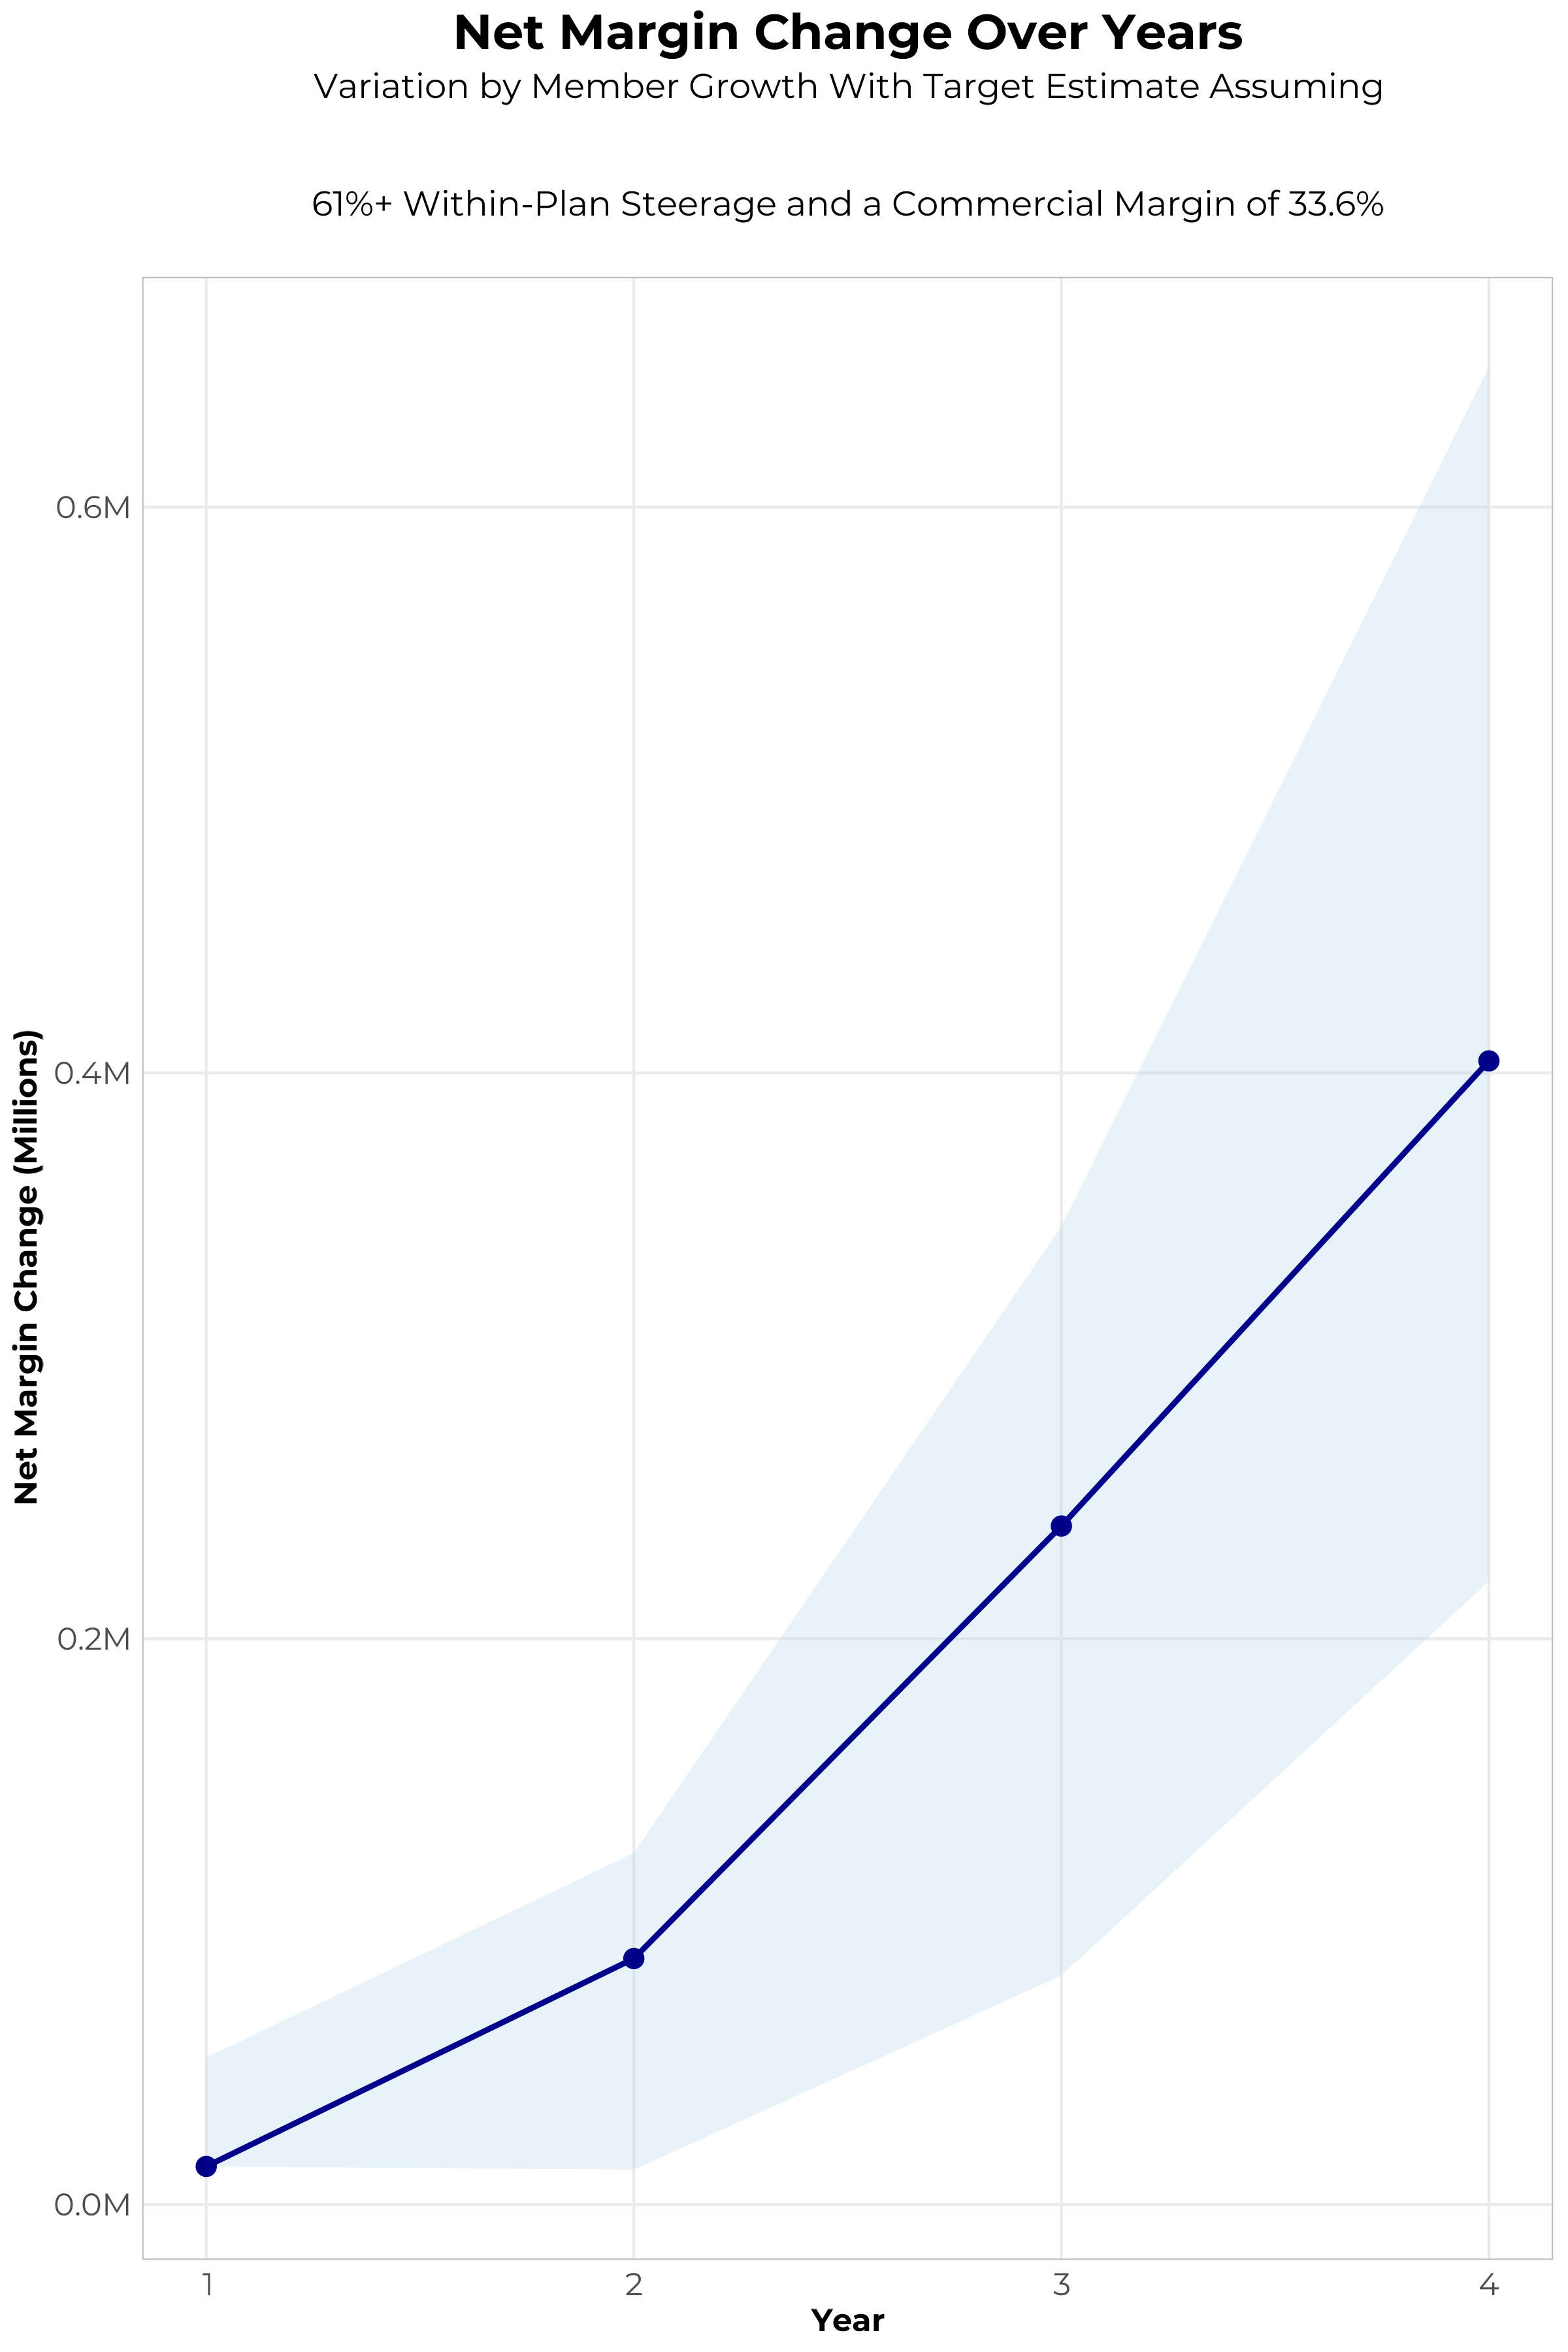 Net Margin Change Over Years
Variation by Member Growth With Target Estimate Assuming
61%+ Within-Plan Steerage and a Commercial Margin of 33.6%
Net Margin Change (Millions)
0.6M
0.4M
0.2M
0.0M
1
2
3
4
Year